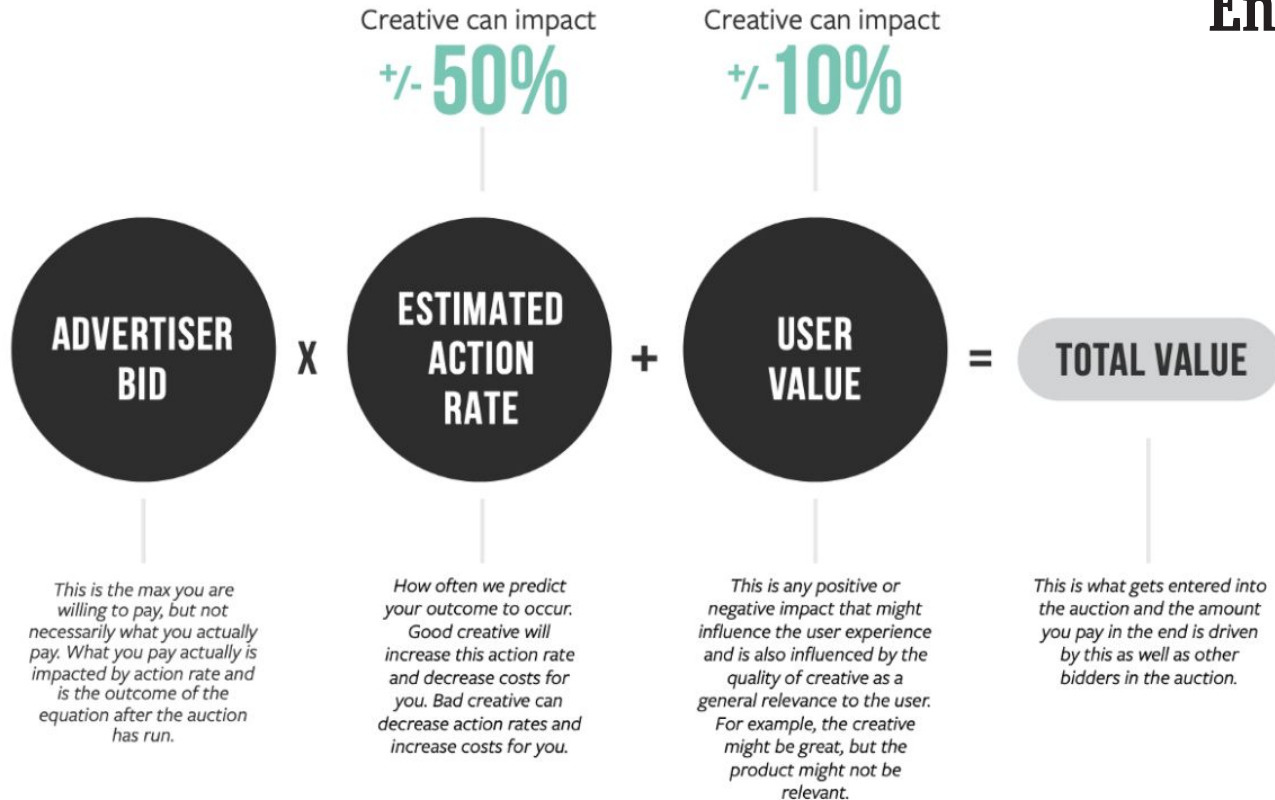 Creative can impact
+/- 50%
Creative can impact
+/- 10%
En
ADVERTISER
BID
X
ESTIMATED
ACTION
RATE
+
USER
VALUE
=
TOTAL VALUE
This is the max you are
willing to pay, but not
necessarily what you actually
pay. What you pay actually is
impacted by action rate and
is the outcome of the
equation after the auction
has run.
How often we predict
your outcome to occur.
Good creative will
increase this action rate
and decrease costs for
you. Bad creative can
decrease action rates and
increase costs for you.
This is any positive or
negative impact that might
influence the user experience
and is also influenced by the
quality of creative as a
general relevance to the user.
For example, the creative
might be great, but the
product might not be
relevant.
This is what gets entered into
the auction and the amount
you pay in the end is driven
by this as well as other
bidders in the auction.